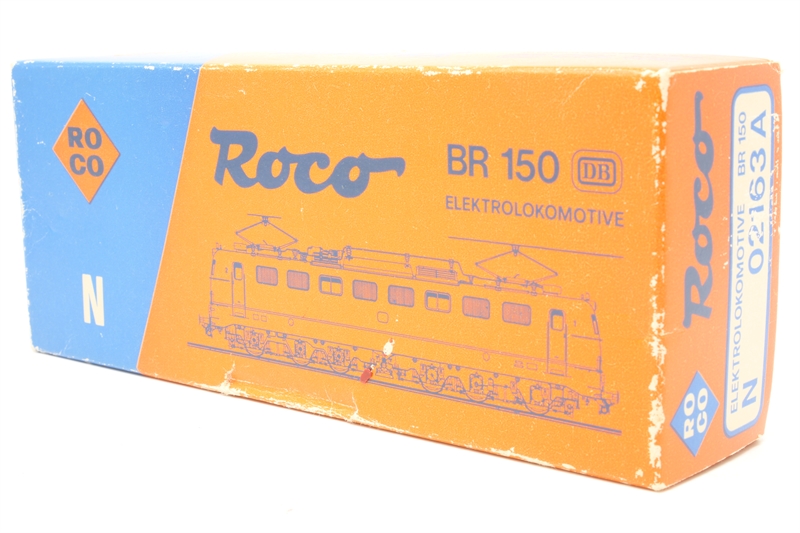 RO
CO
N
Roco
BR 150 DB
ELEKTROLOKOMOTIVE
Roco
RO
CO
ELEKTROLOKOMOTIVE BR 150
N 02163 A